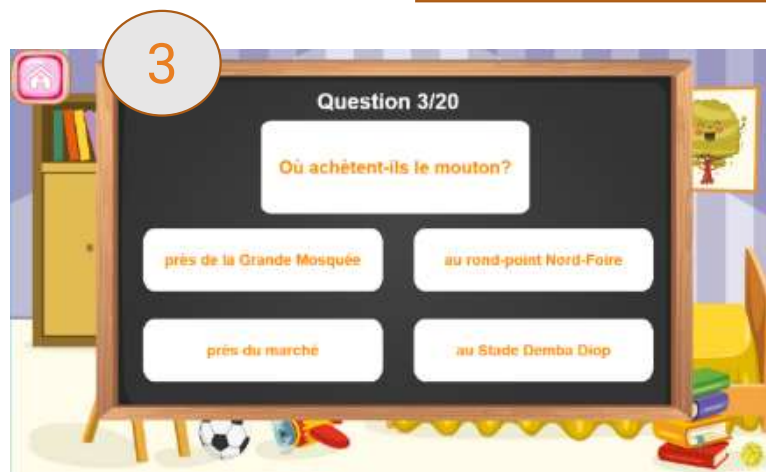 3
Question 3/20
Où achètent-ils le mouton?
près de la Grande Mosquée
au rond-point Nord-Foire
près du marché
au Stade Demba Diop